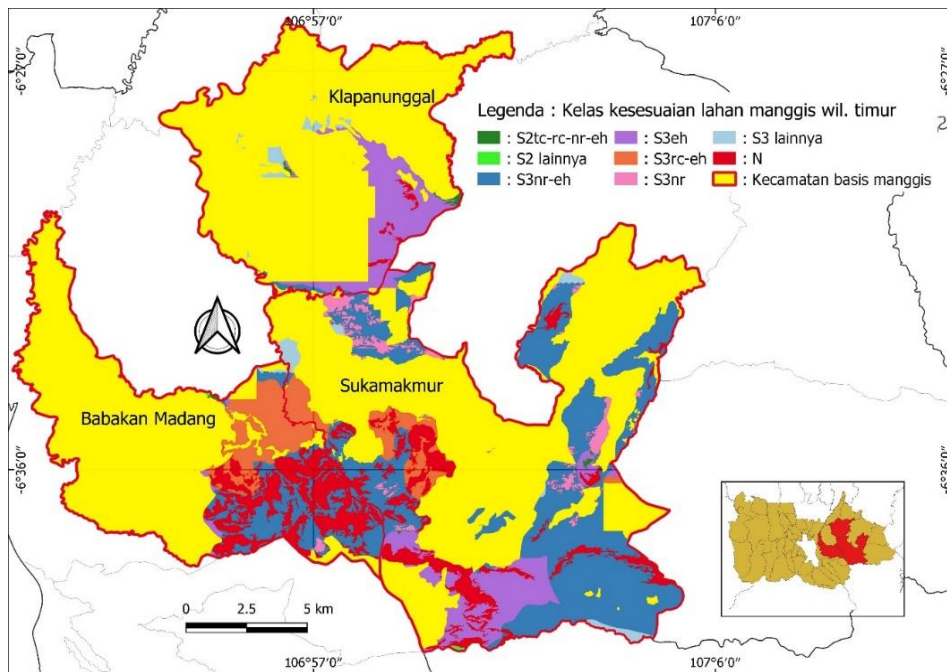 106°57'0"
107°6'0"
-6°27'0"
-6°27'0"
Klapanunggal
Legenda : Kelas kesesuaian lahan manggis wil. timur
: S2tc-rc-nr-eh
: S3eh
: S3 lainnya
: S2 lainnya
: S3rc-eh
: N
: S3nr-eh
: S3nr
: Kecamatan basis manggis
Sukamakmur
Babakan Madang
-6°36'0"
-6°36'0"
0
2.5
5 km
106°57'0"
107°6'0"